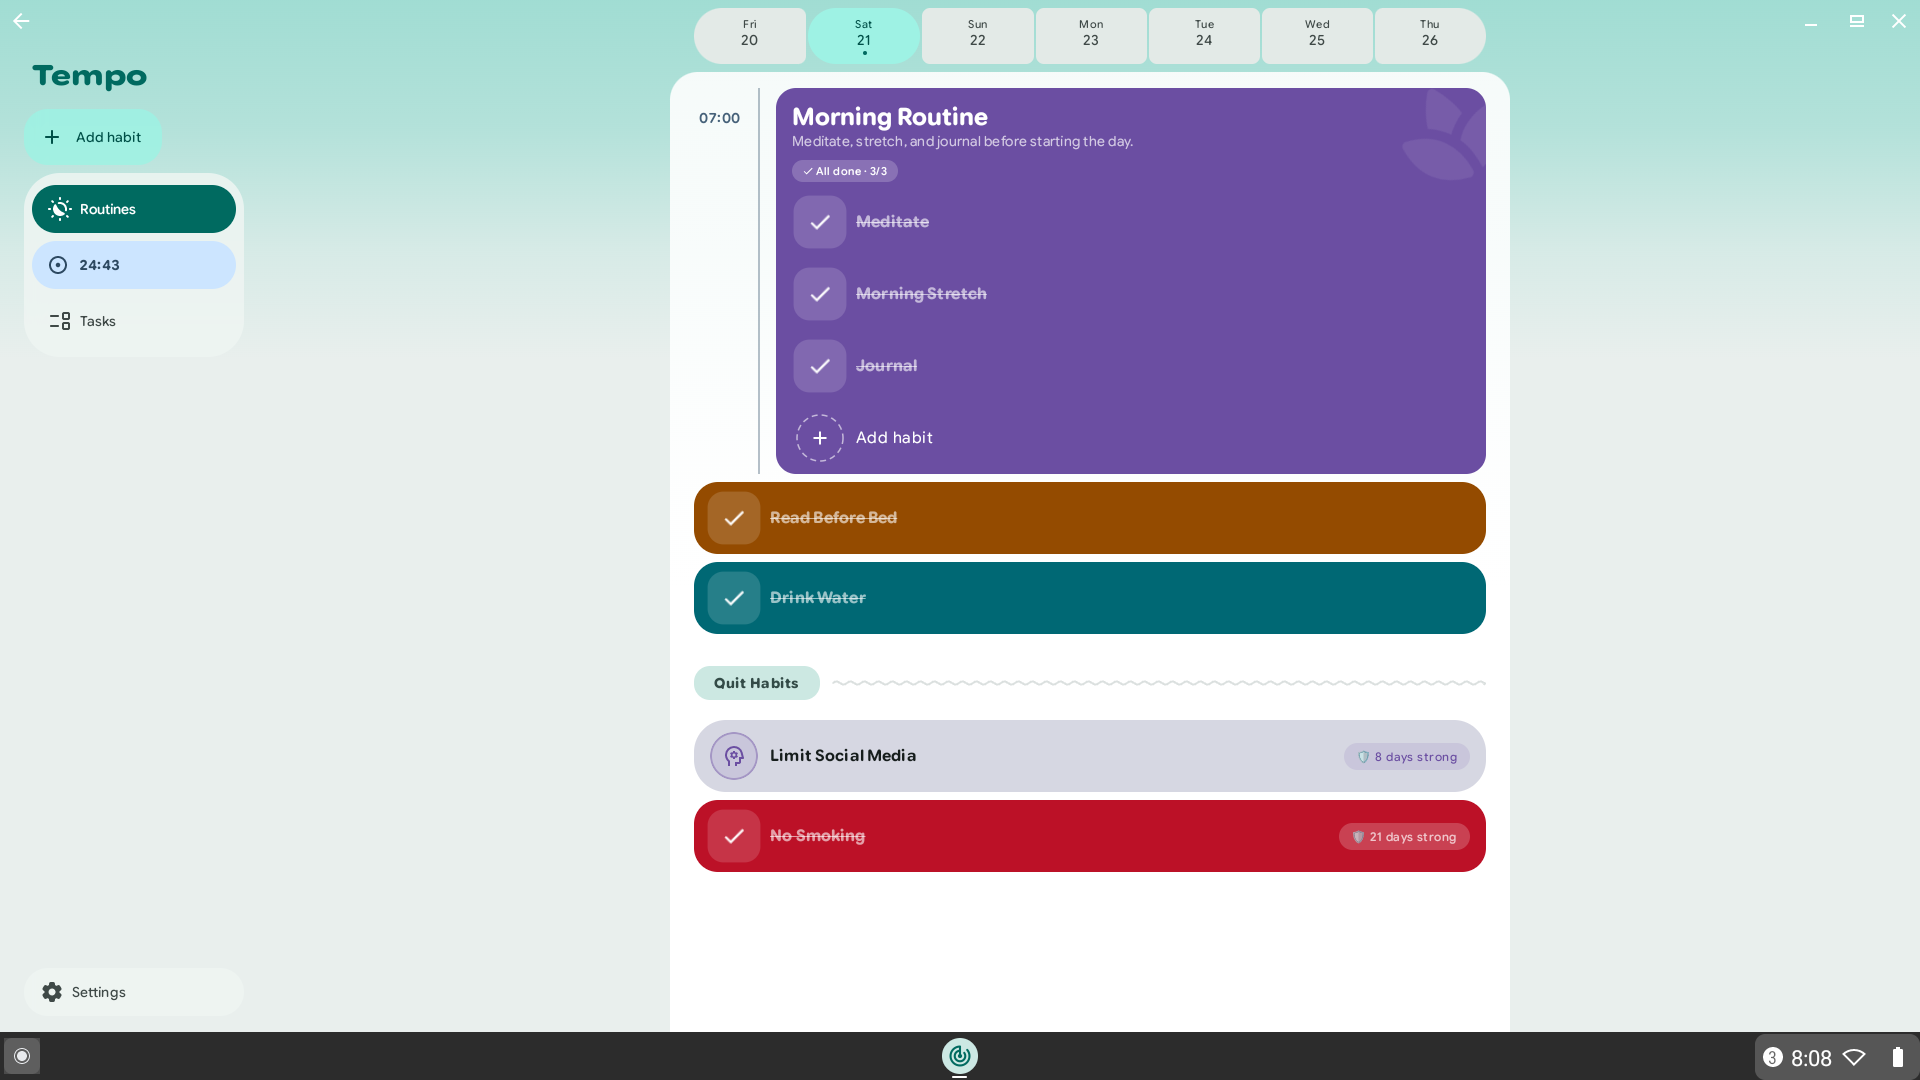 Fri
20
Sat
21
Sun
22
Mon
23
Tue
24
Wed
25
Thu
26
Tempo
Add habit
Routines
24:43
Tasks
Settings
07:00
Morning Routine
Meditate, stretch, and journal before starting the day.
All done · 3/3
Meditate
Morning Stretch
Journal
Add habit
Read Before Bed
Drink Water
Quit Habits
Limit Social Media
8 days strong
No Smoking
21 days strong
3
8:08